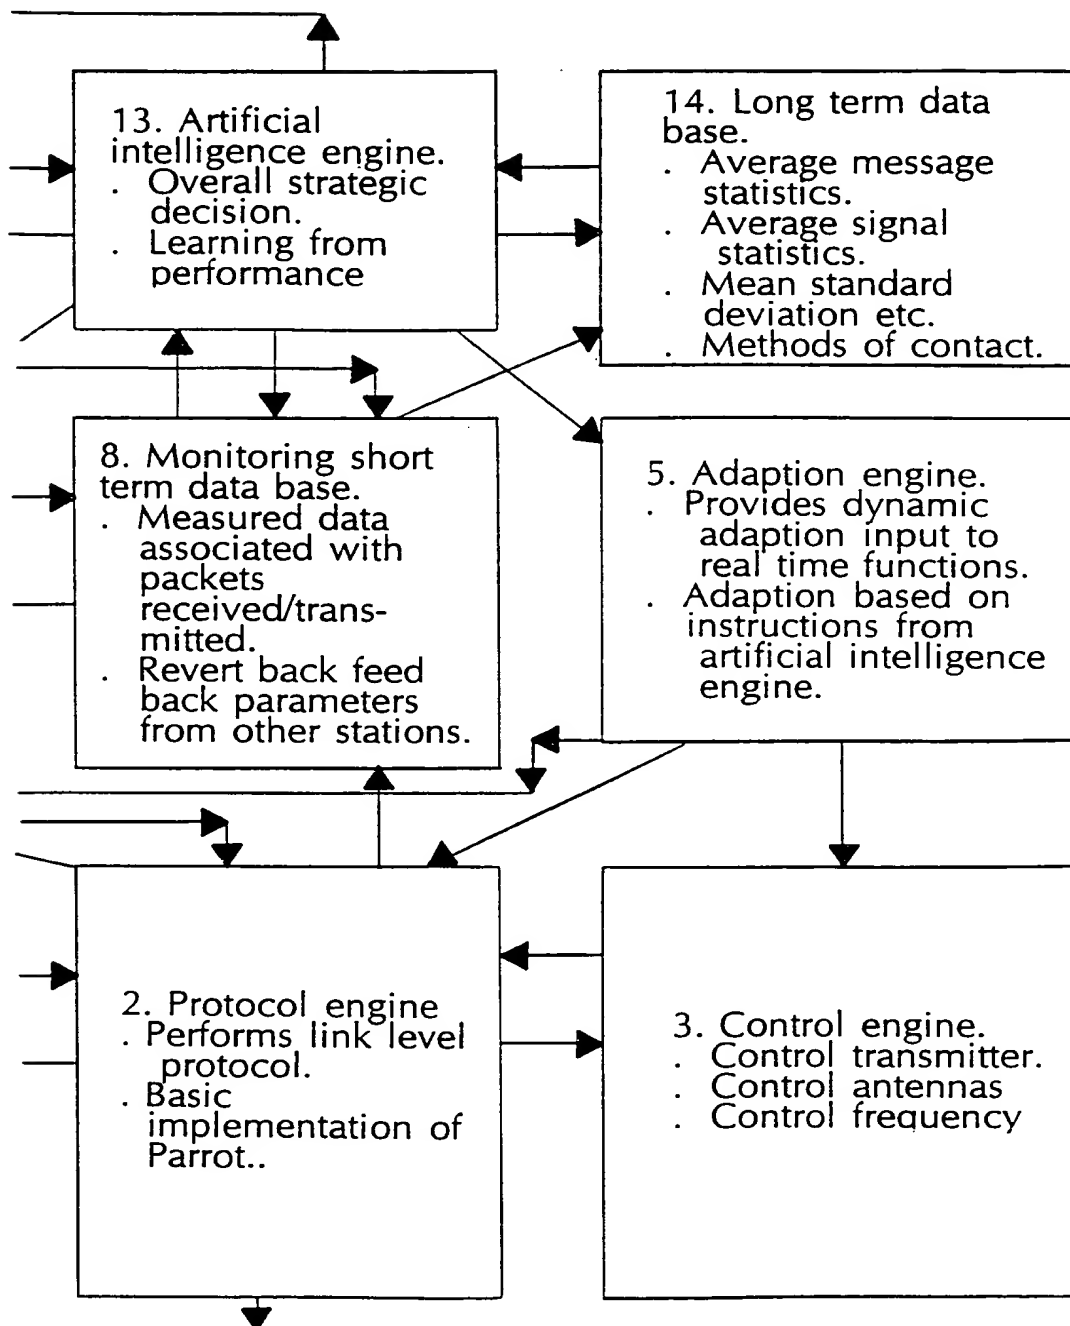 13. Artificial
intelligence engine.
. Overall strategic
decision.
. Learning from
performance
14. Long term data
base.
. Average message
statistics.
. Average signal
statistics.
. Mean standard
deviation etc.
. Methods of contact.
8. Monitoring short
term data base.
. Measured data
associated with
packets
received/trans-
mitted.
. Revert back feed
back parameters
from other stations.
5. Adaption engine.
. Provides dynamic
adaption input to
real time functions.
. Adaption based on
instructions from
artificial intelligence
engine.
2. Protocol engine
. Performs link level
protocol.
. Basic
implementation of
Parrot..
3. Control engine.
. Control transmitter.
. Control antennas
. Control frequency